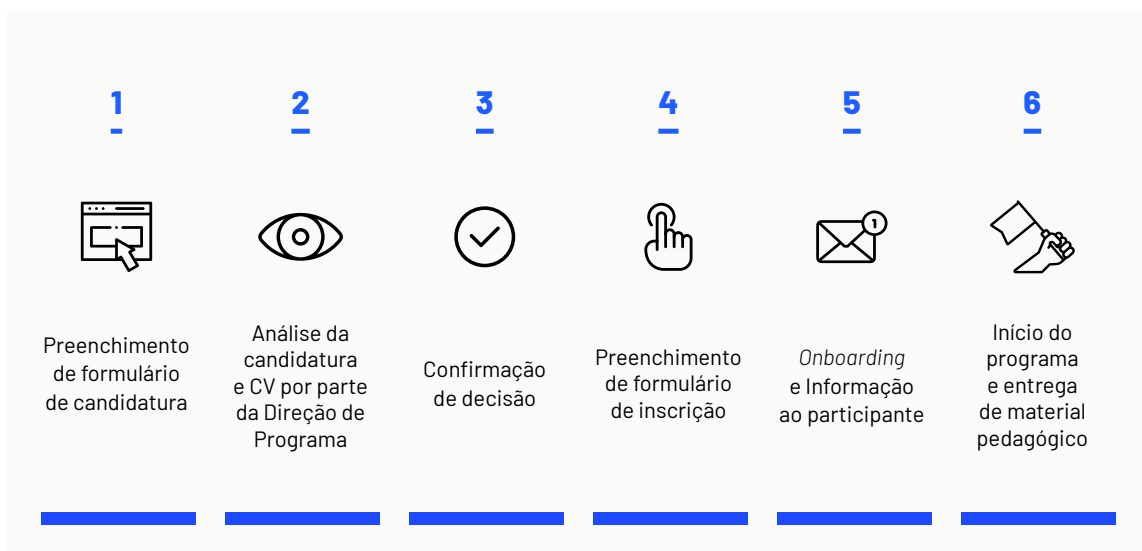 1
Preenchimento
de formulário
de candidatura
2
Análise da
candidatura
e CV por parte
da Direção de
Programa
3
Confirmação
de decisão
4
Preenchimento
de formulário
de inscrição
5
1
Onboarding
e Informação
ao participante
6
Início do
programa
e entrega
de material
pedagógico